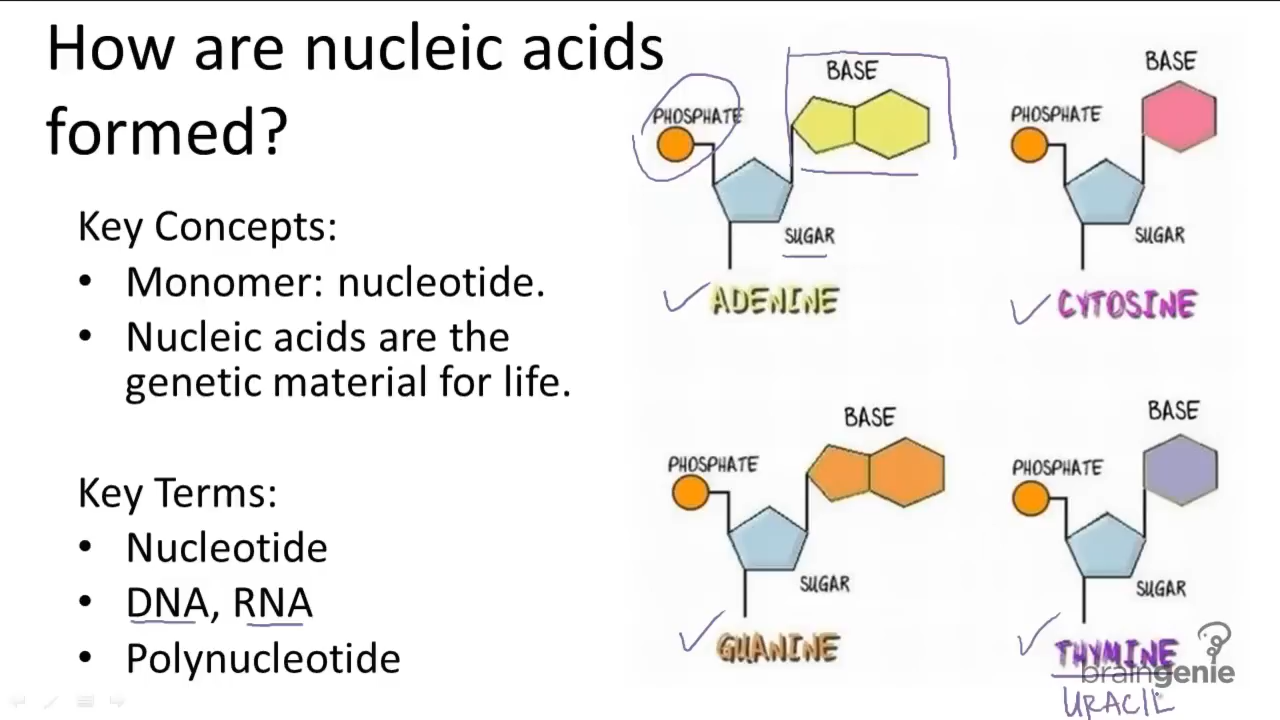 How are nucleic acids
formed?
Key Concepts:
• Monomer: nucleotide.
• Nucleic acids are the
genetic material for life.
Key Terms:
• Nucleotide
• DNA, RNA
• Polynucleotide
BASE
PHOSPHATE
SUGAR
ADENINE
BASE
PHOSPHATE
SUGAR
CYTOSINE
BASE
PHOSPHATE
SUGAR
GUANINE
BASE
PHOSPHATE
SUGAR
THYMINE
braingenie
URACIL